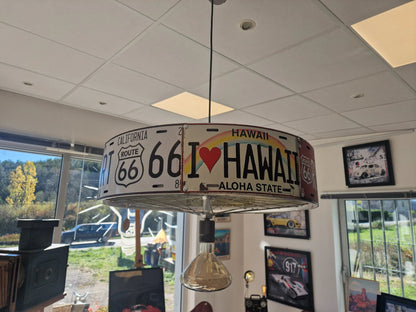 CALIFORNIA
ROUTE
66
66
HAWAII
I ♥ HAWAII
ALOHA STATE
917